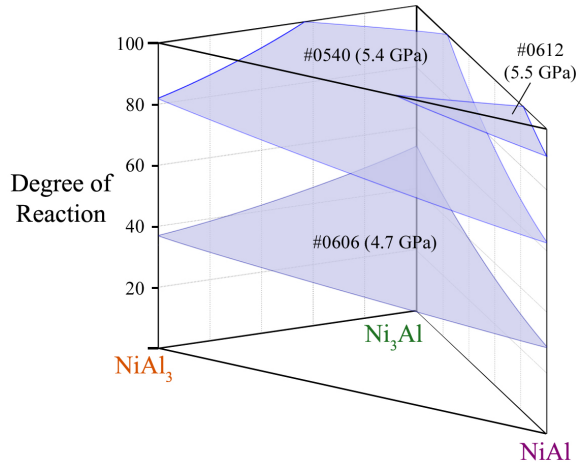 #0612
(5.5 GPa)
#0540 (5.4 GPa)
100
80
60
Degree of
Reaction
40
#0606 (4.7 GPa)
20
Ni₃Al
NiAl₃
NiAl